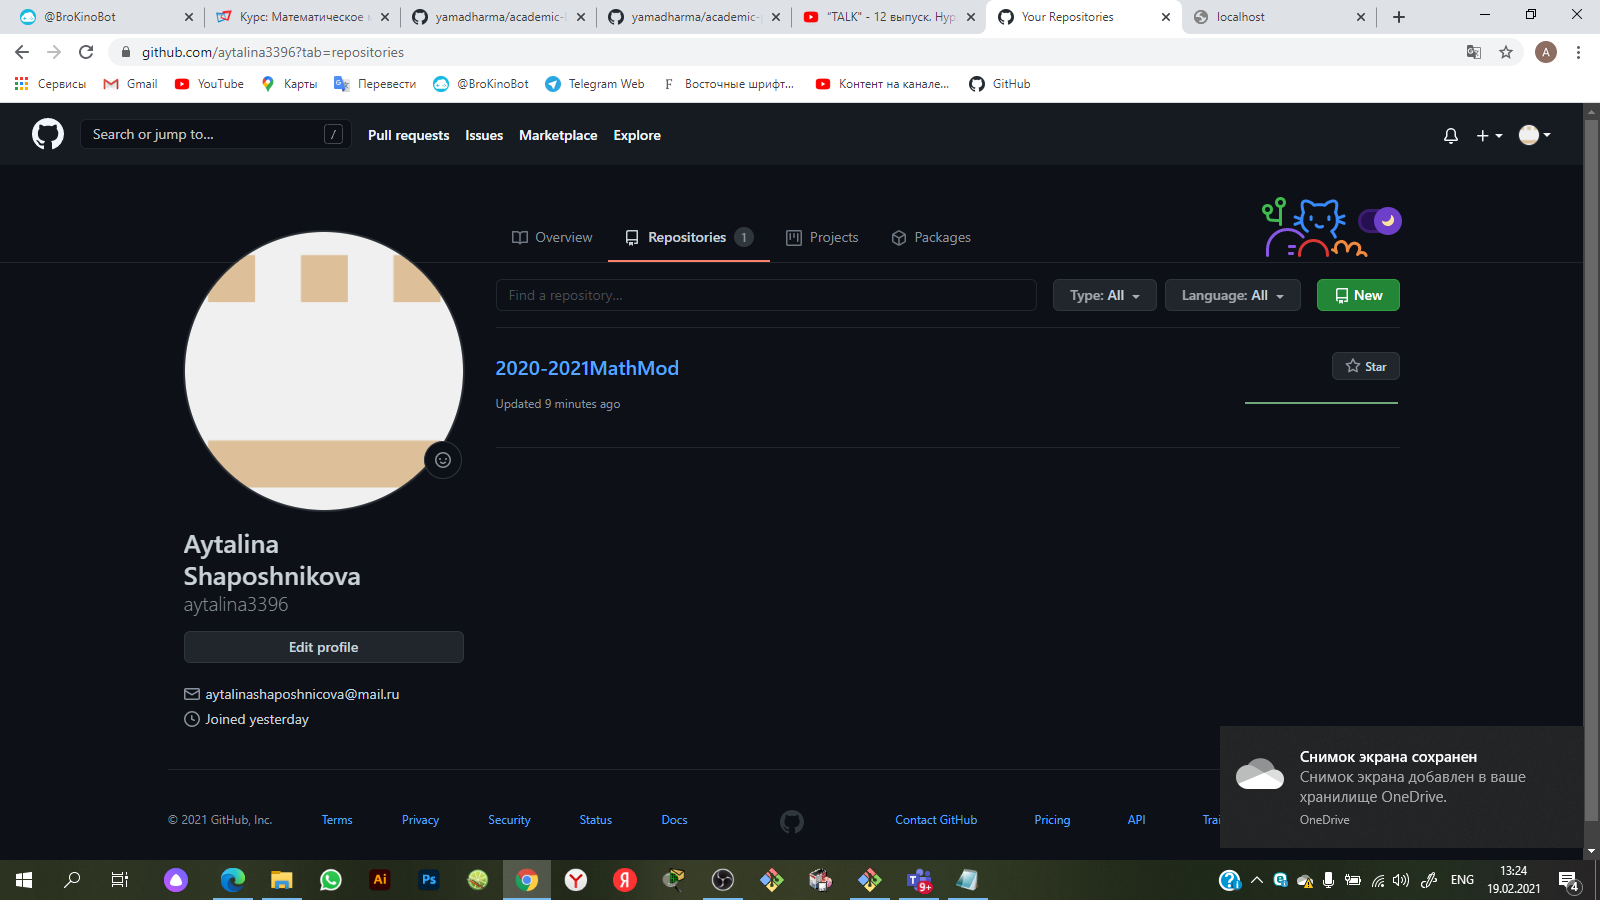 @BroKinoBot
Курс: Математическое
yamadharma/academic-
yamadharma/academic-
"TALK" - 12 выпуск. Нур
Your Repositories
localhost
github.com/aytalina3396?tab=repositories
A
Сервисы
Gmail
YouTube
Карты
Перевести
@BroKinoBot
Telegram Web
F
Восточные шрифт...
Контент на канале...
GitHub
Search or jump to...
/
Pull requests
Issues
Marketplace
Explore
Overview
Repositories 1
Projects
Packages
Find a repository...
Type: All
Language: All
New
2020-2021MathMod
Star
Updated 9 minutes ago
Aytalina
Shaposhnikova
aytalina3396
Edit profile
aytalinashaposhnicova@mail.ru
Joined yesterday
Снимок экрана сохранен
Снимок экрана добавлен в ваше
хранилище OneDrive.
OneDrive
© 2021 GitHub, Inc.
Terms
Privacy
Security
Status
Docs
Contact GitHub
Pricing
API
Trai
Ai
Ps
Y
Я
9+
ENG
13:24
19.02.2021
4